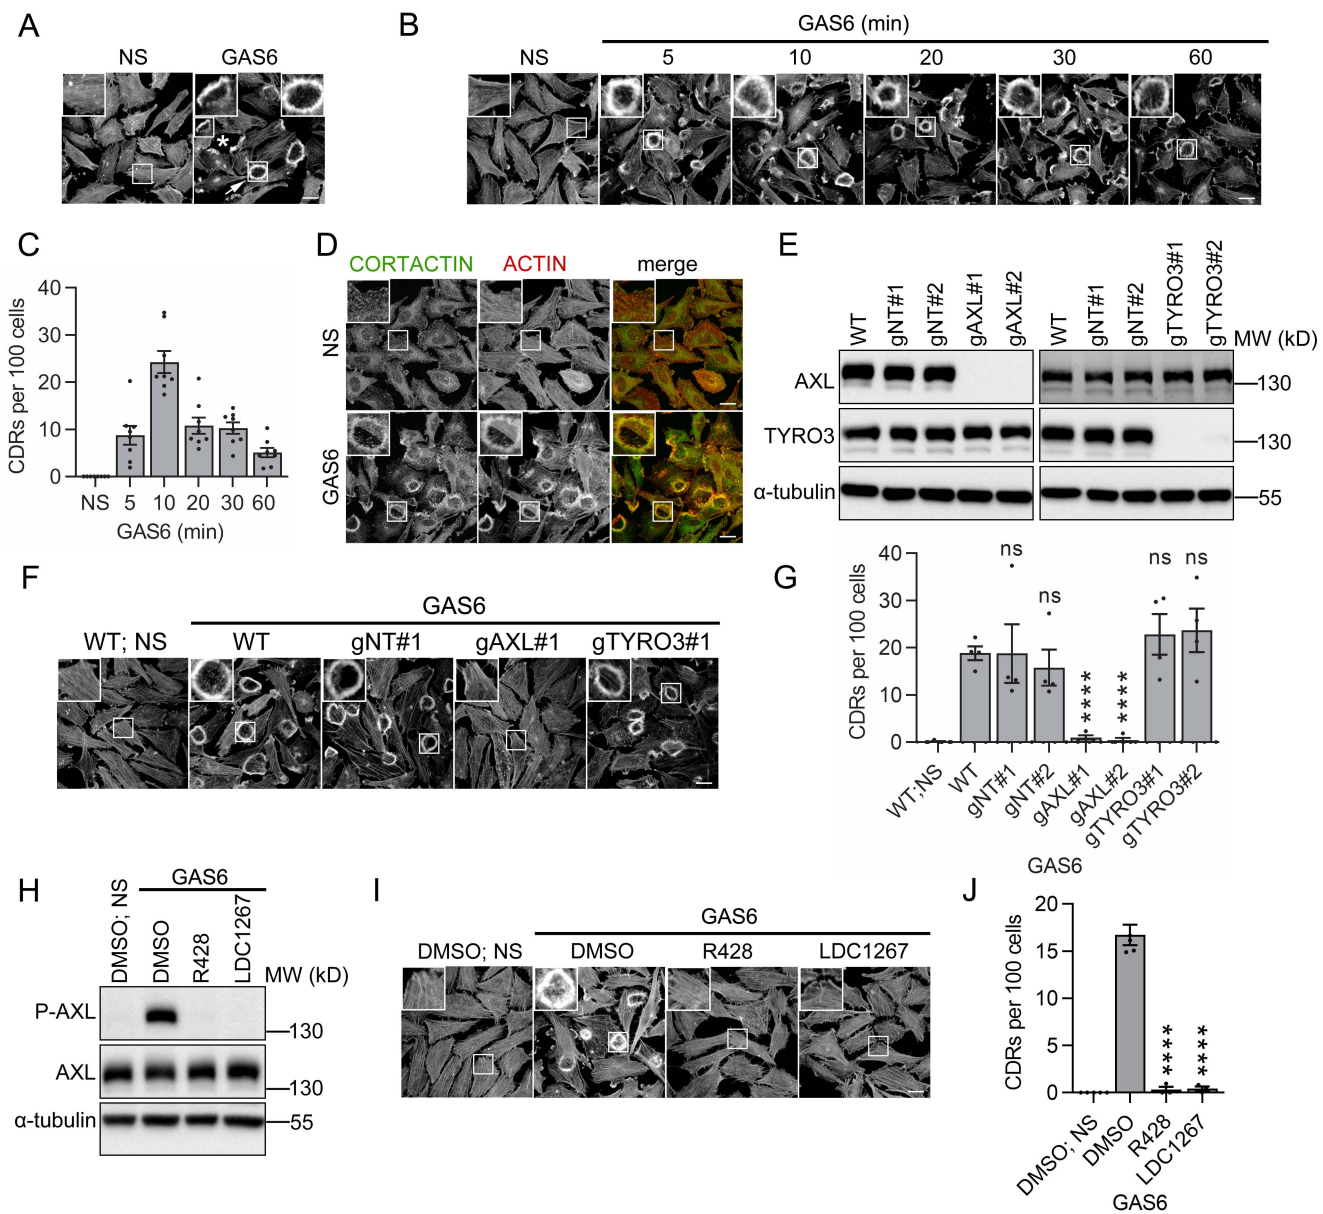 A
NS GAS6
*
B
GAS6 (min)
NS 5 10 20 30 60
C
CDRs per 100 cells
40
30
20
10
0
NS 5 10 20 30 60
GAS6 (min)
D
CORTACTIN ACTIN merge
NS
GAS6
E
WT gNT#1 gNT#2 gAXL#1 gAXL#2 WT gNT#1 gNT#2 gTYRO3#1 gTYRO3#2
MW (kD)
AXL 130
TYRO3 130
α-tubulin 55
F
GAS6
WT; NS WT gNT#1 gAXL#1 gTYRO3#1
G
CDRs per 100 cells
40
30
20
10
0
ns ns **** **** ns ns
WT;NS WT gNT#1 gNT#2 gAXL#1 gAXL#2 gTYRO3#1 gTYRO3#2
GAS6
H
GAS6
DMSO; NS DMSO R428 LDC1267
MW (kD)
P-AXL 130
AXL 130
α-tubulin 55
I
GAS6
DMSO; NS DMSO R428 LDC1267
J
CDRs per 100 cells
20
15
10
5
0
**** ****
DMSO; NS DMSO R428 LDC1267
GAS6